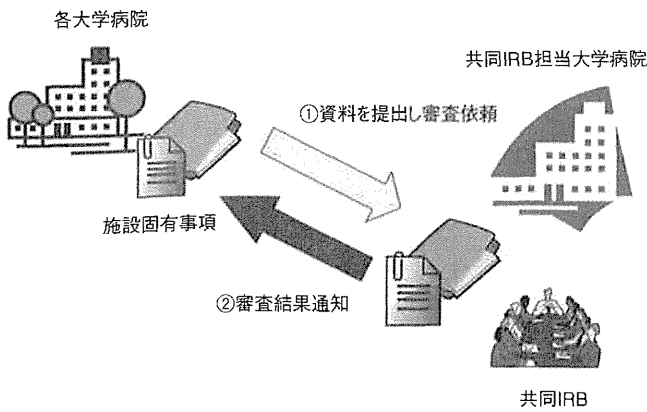 各大学病院
共同IRB担当大学病院
①資料を提出し審査依頼
施設固有事項
②審査結果通知
共同IRB